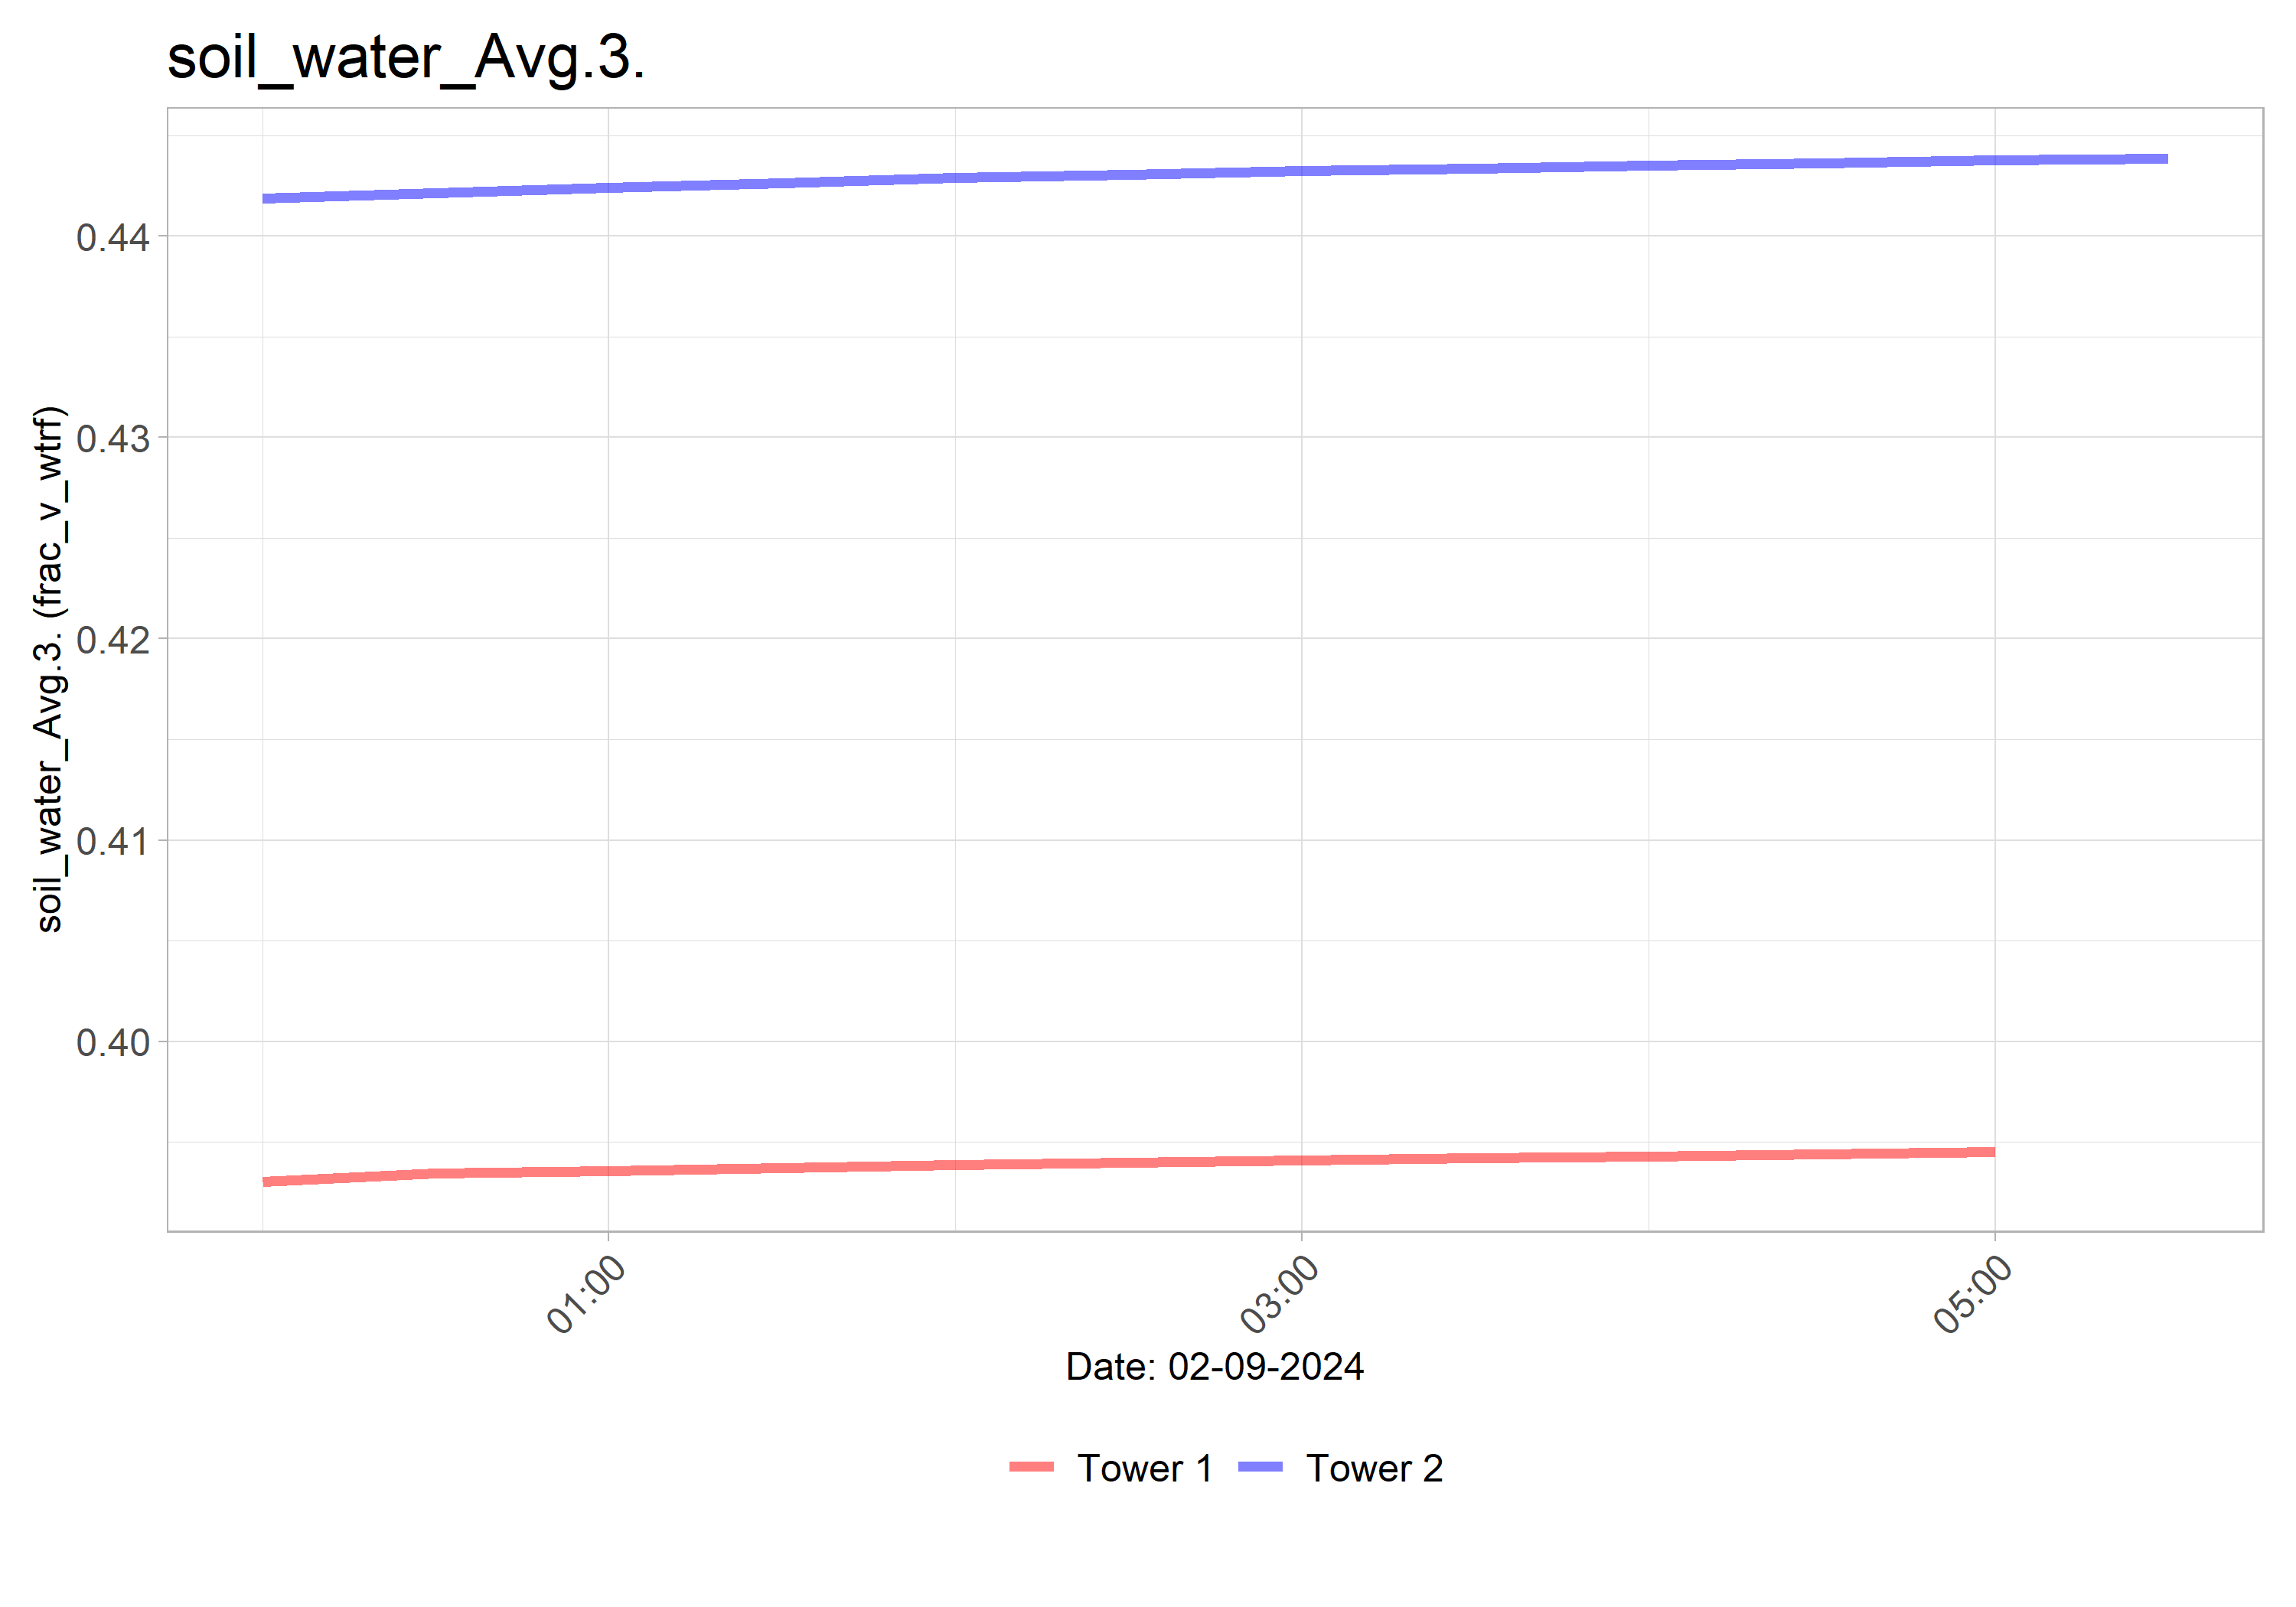 soil_water_Avg.3.
soil_water_Avg.3. (frac_v_wtrf)
0.44
0.43
0.42
0.41
0.40
01:00
03:00
05:00
Date: 02-09-2024
Tower 1
Tower 2